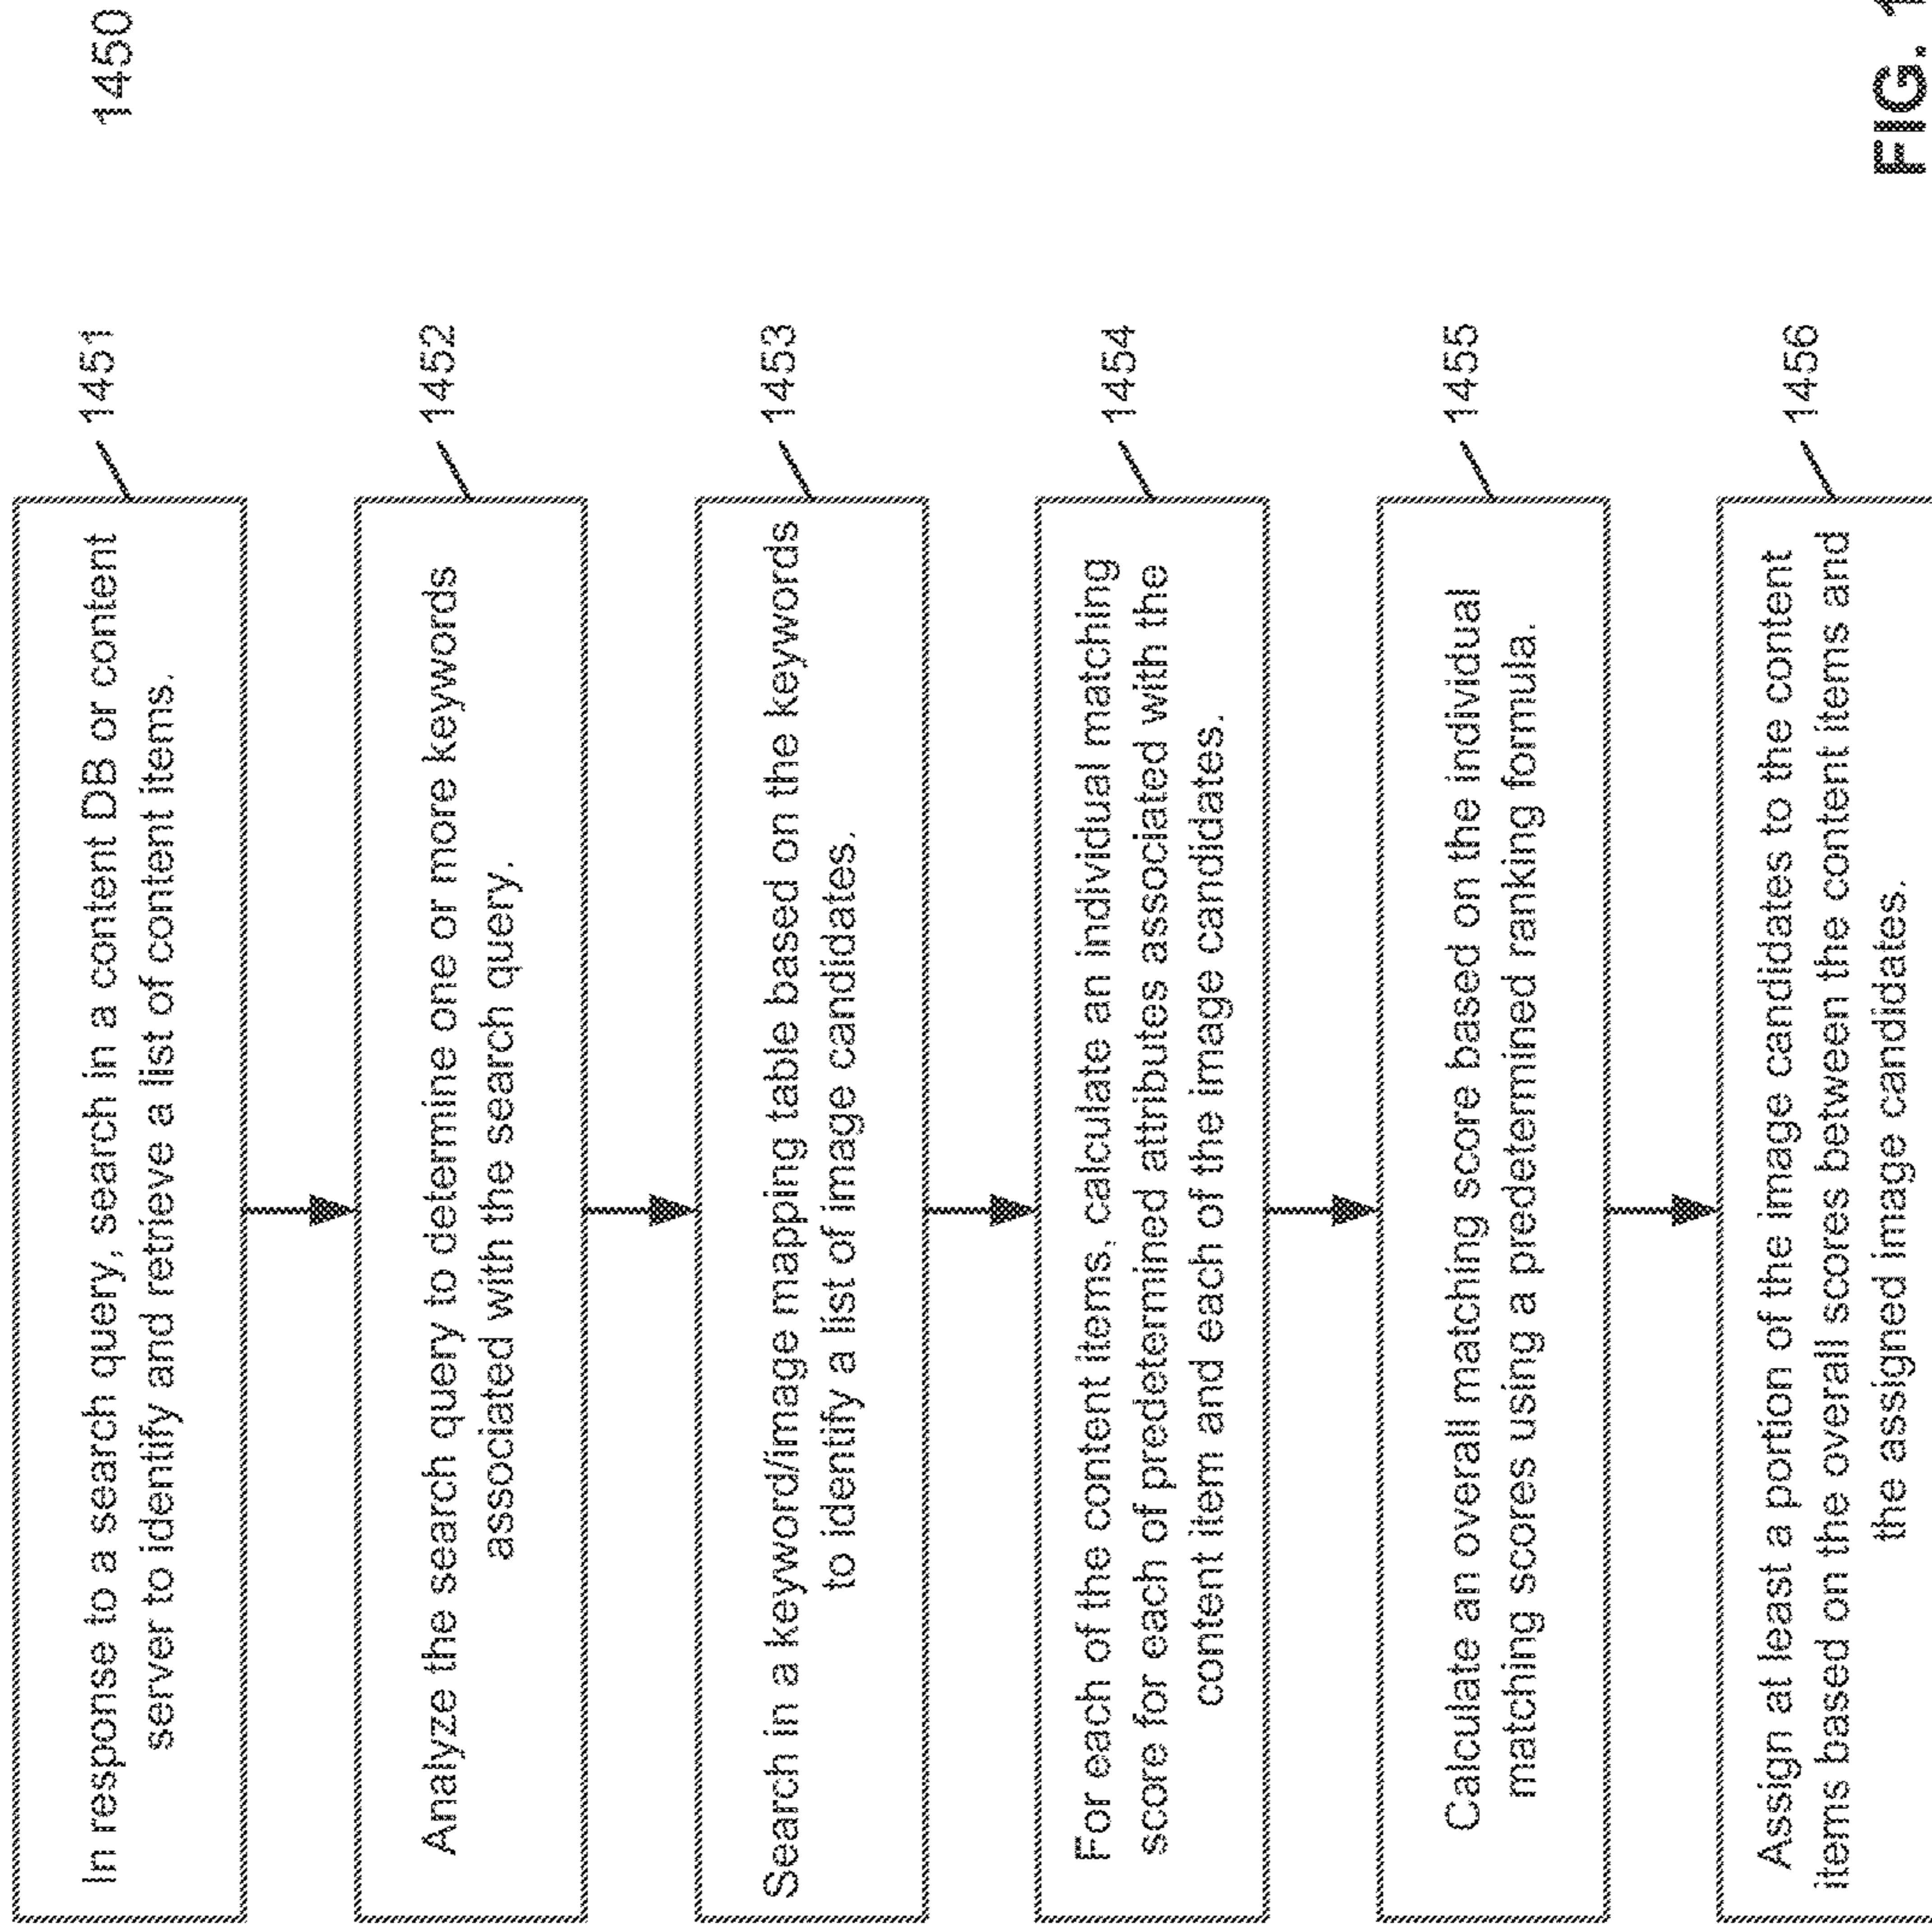 1450
In response to a search query, search in a content DB or content
server to identify and retrieve a list of content items.
1451
Analyze the search query to determine one or more keywords
associated with the search query.
1452
Search in a keyword/image mapping table based on the keywords
to identify a list of image candidates.
1453
For each of the content items, calculate an individual matching
score for each of predetermined attributes associated with the
content item and each of the image candidates.
1454
Calculate an overall matching score based on the individual
matching scores using a predetermined ranking formula.
1455
Assign at least a portion of the image candidates to the content
items based on the overall scores between the content items and
the assigned image candidates.
1456
FIG.